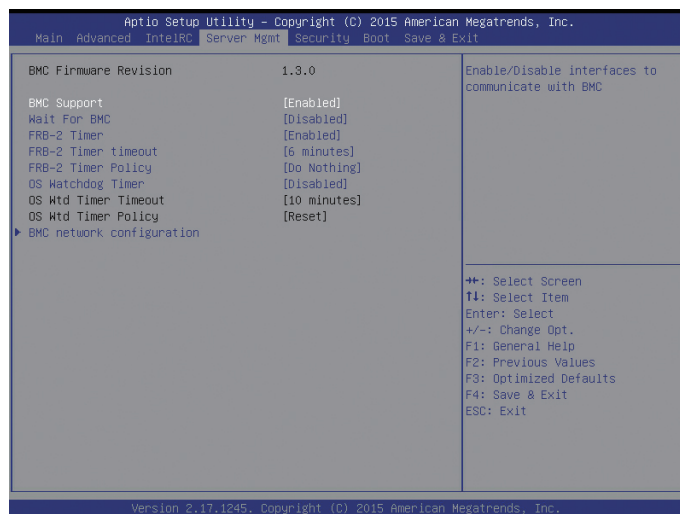 Aptio Setup Utility – Copyright (C) 2015 American Megatrends, Inc.
Main Advanced IntelRC Server Mgmt Security Boot Save & Exit
BMC Firmware Revision 1.3.0
BMC Support [Enabled]
Wait For BMC [Disabled]
FRB-2 Timer [Enabled]
FRB-2 Timer timeout [6 minutes]
FRB-2 Timer Policy [Do Nothing]
OS Watchdog Timer [Disabled]
OS Wtd Timer Timeout [10 minutes]
OS Wtd Timer Policy [Reset]
BMC network configuration
Enable/Disable interfaces to
communicate with BMC
→←: Select Screen
↑↓: Select Item
Enter: Select
+/-: Change Opt.
F1: General Help
F2: Previous Values
F3: Optimized Defaults
F4: Save & Exit
ESC: Exit
Version 2.17.1245. Copyright (C) 2015 American Megatrends, Inc.